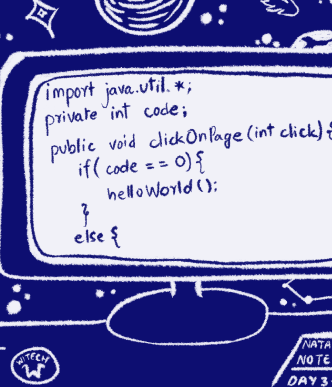 import java.util.*;
private int code;
public void clickOnPage(int click){
if( code == 0){
helloWorld();
}
else {
WITECH
W
NATA
NOTE
DAY 3